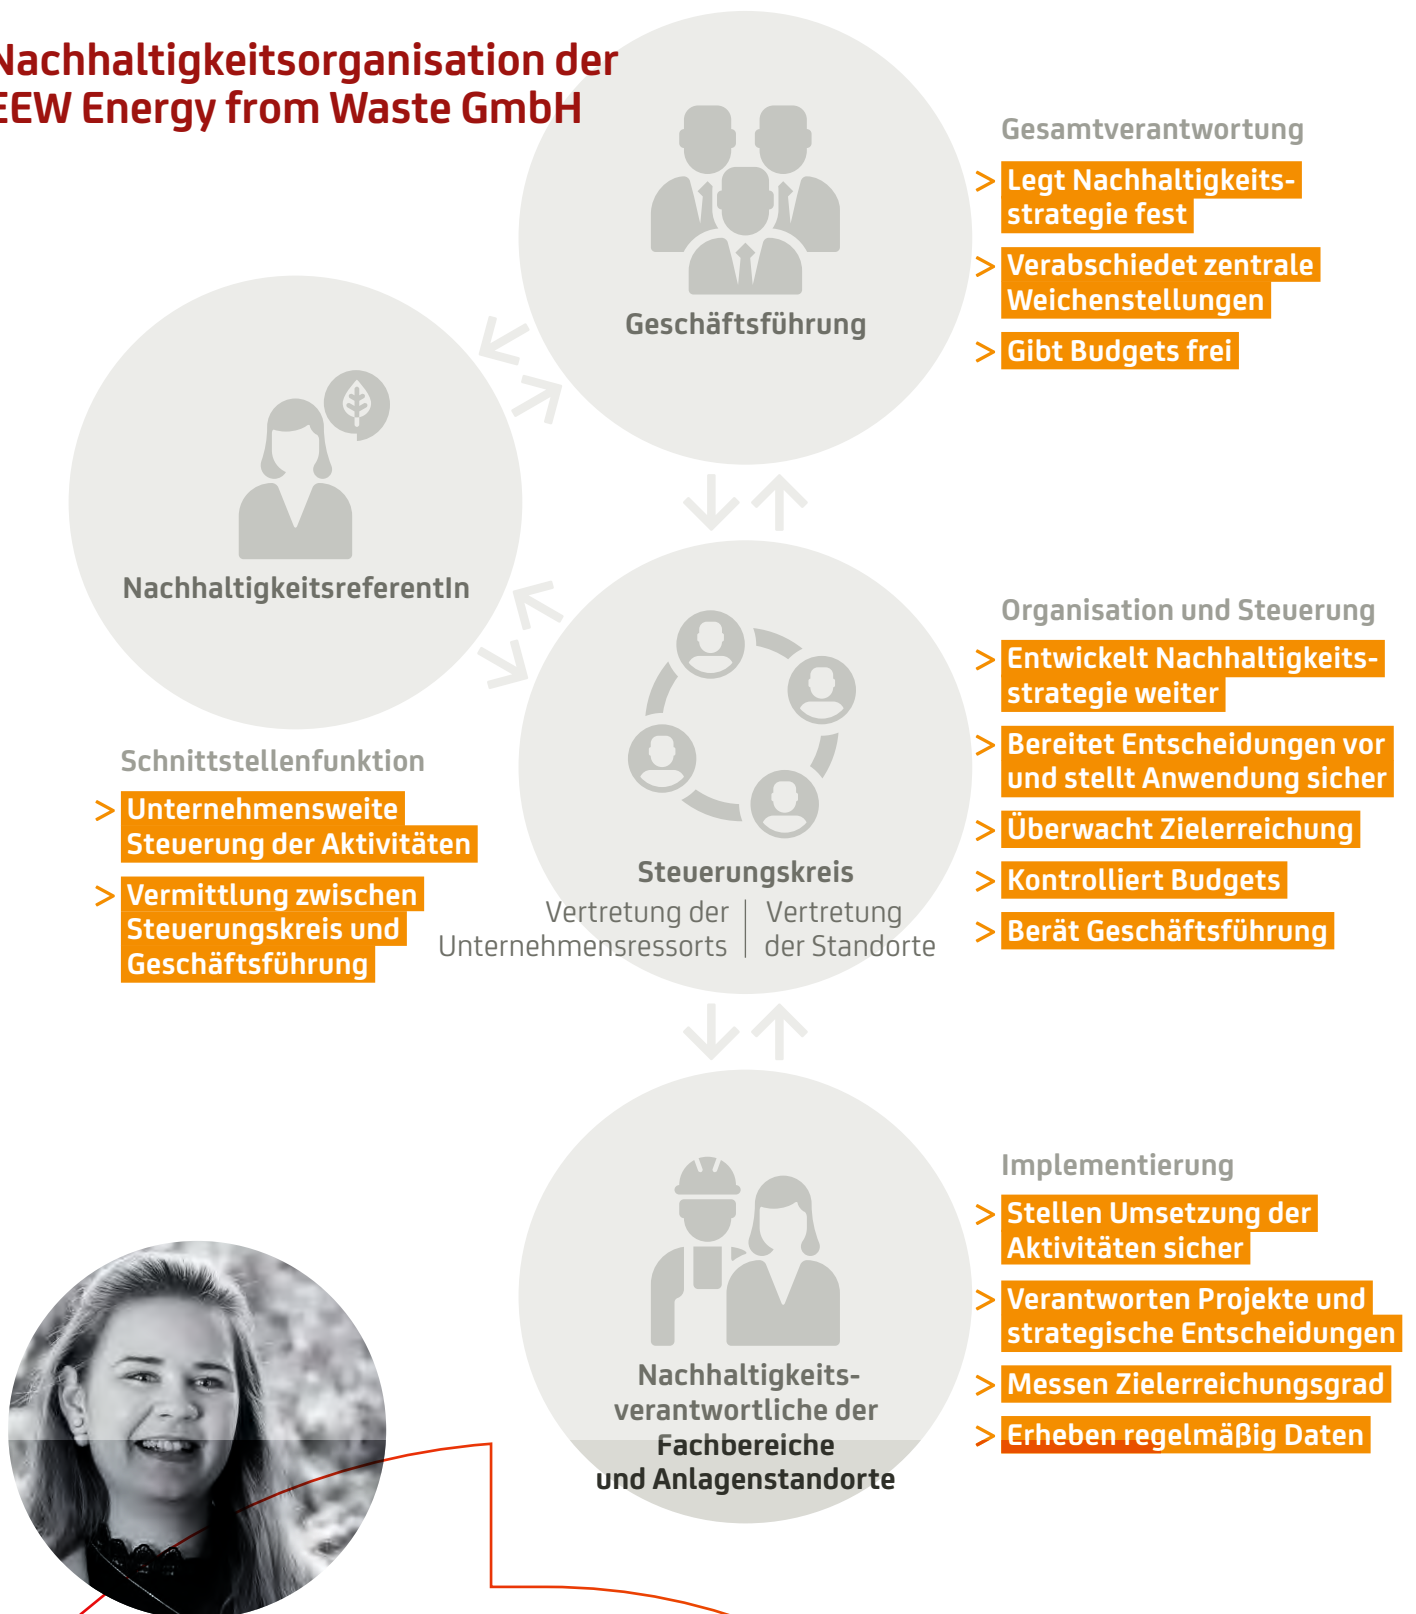 Nachhaltigkeitsorganisation der
EEW Energy from Waste GmbH
Geschäftsführung
Gesamtverantwortung
> Legt Nachhaltigkeits-
strategie fest
> Verabschiedet zentrale
Weichenstellungen
> Gibt Budgets frei
NachhaltigkeitsreferentIn
Schnittstellenfunktion
> Unternehmensweite
Steuerung der Aktivitäten
> Vermittlung zwischen
Steuerungskreis und
Geschäftsführung
Steuerungskreis
Vertretung der
Unternehmensressorts
Vertretung
der Standorte
Organisation und Steuerung
> Entwickelt Nachhaltigkeits-
strategie weiter
> Bereitet Entscheidungen vor
und stellt Anwendung sicher
> Überwacht Zielerreichung
> Kontrolliert Budgets
> Berät Geschäftsführung
Nachhaltigkeits-
verantwortliche der
Fachbereiche
und Anlagenstandorte
Implementierung
> Stellen Umsetzung der
Aktivitäten sicher
> Verantworten Projekte und
strategische Entscheidungen
> Messen Zielerreichungsgrad
> Erheben regelmäßig Daten